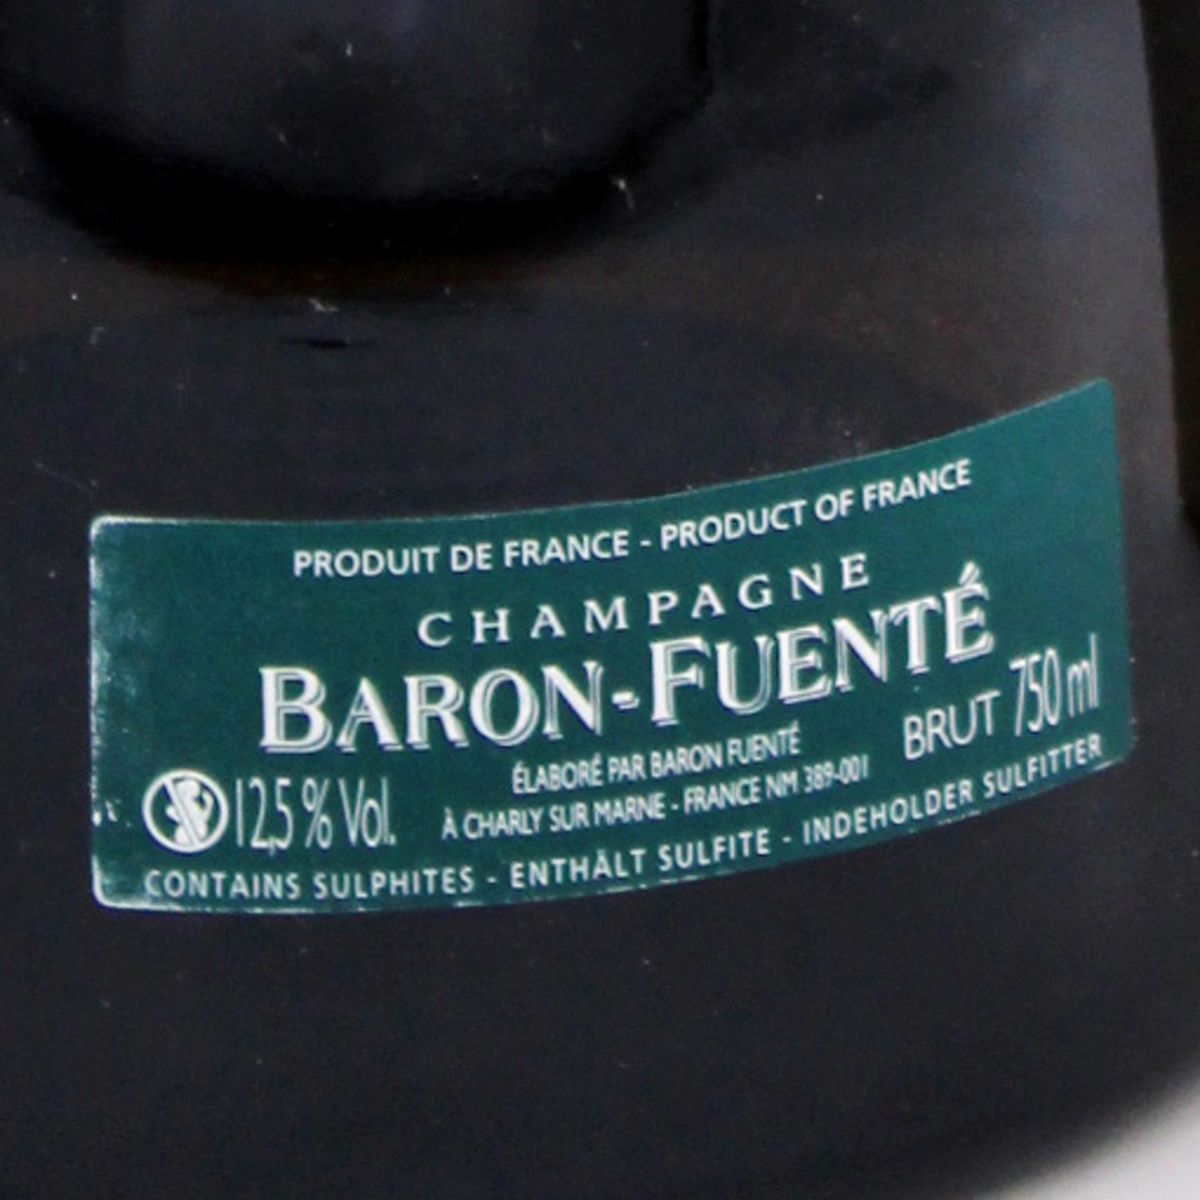 PRODUIT DE FRANCE - PRODUCT OF FRANCE
CHAMPAGNE
BARON-FUENTÉ
ÉLABORÉ PAR BARON FUENTÉ
BRUT 750 ml
12,5 % Vol.
À CHARLY SUR MARNE - FRANCE NM 389-001
CONTAINS SULPHITES - ENTHÄLT SULFITE - INDEHOLDER SULFITTER